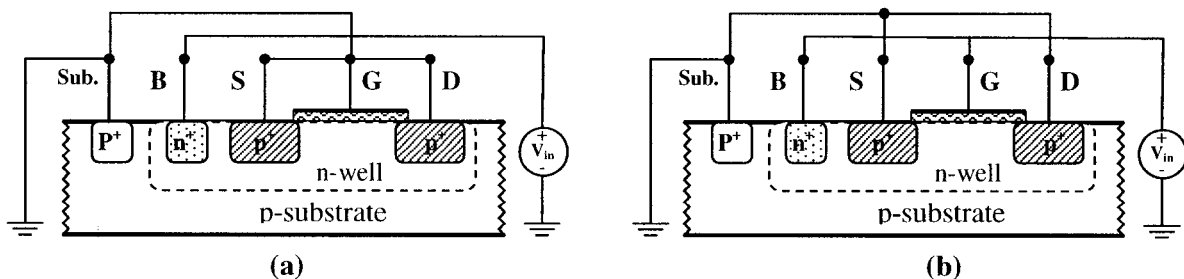 Sub. B S G D
P+ n+ p+ p+
n-well
p-substrate
+
Vin
-
(a)
Sub. B S G D
P+ n+ p+ p+
n-well
p-substrate
+
Vin
-
(b)